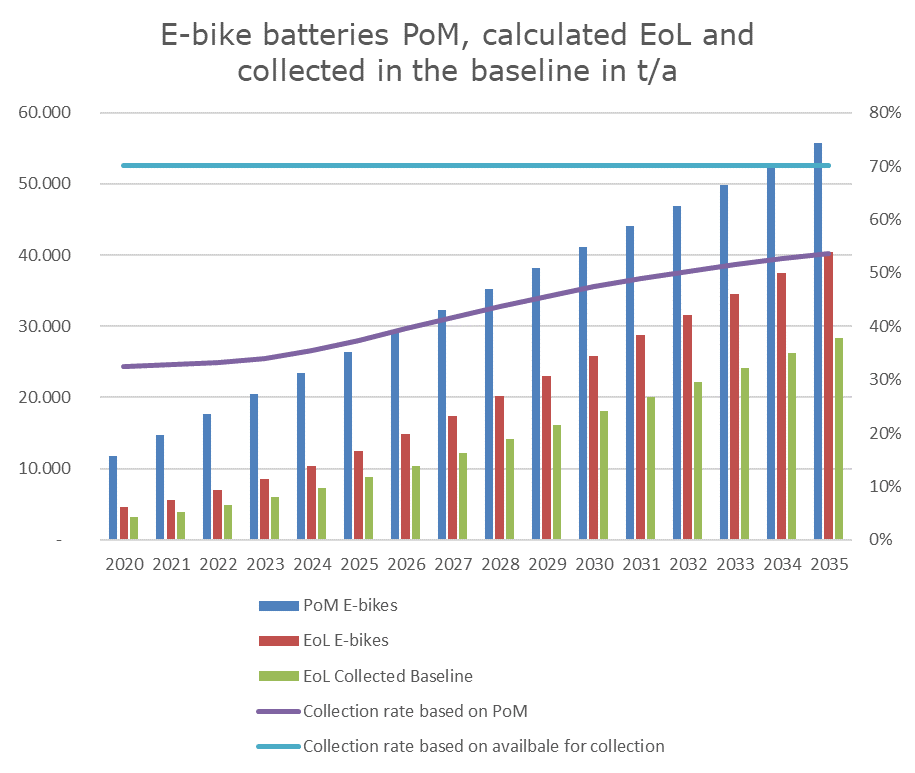 E-bike batteries PoM, calculated EoL and
collected in the baseline in t/a
60.000
80%
70%
50.000
60%
40.000
50%
30.000
40%
30%
20.000
20%
10.000
10%
-
0%
2020 2021 2022 2023 2024 2025 2026 2027 2028 2029 2030 2031 2032 2033 2034 2035
PoM E-bikes
EoL E-bikes
EoL Collected Baseline
Collection rate based on PoM
Collection rate based on availbale for collection